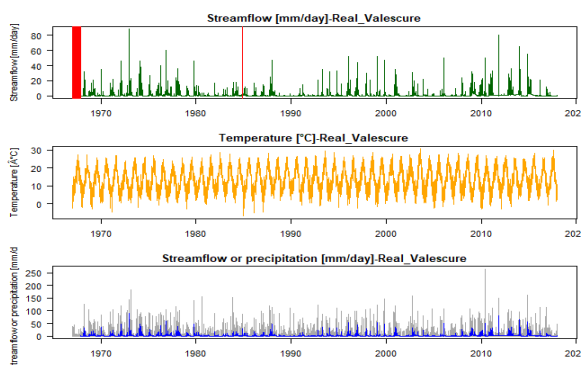 Streamflow [mm/day]-Real_Valescure
Streamflow [mm/day]
80
60
40
20
0
1970 1980 1990 2000 2010 202
Temperature [°C]-Real_Valescure
Temperature [Â°C]
30
20
10
0
1970 1980 1990 2000 2010 202
Streamflow or precipitation [mm/day]-Real_Valescure
treamflow or precipitation [mm/d
250
200
150
100
50
0
1970 1980 1990 2000 2010 202